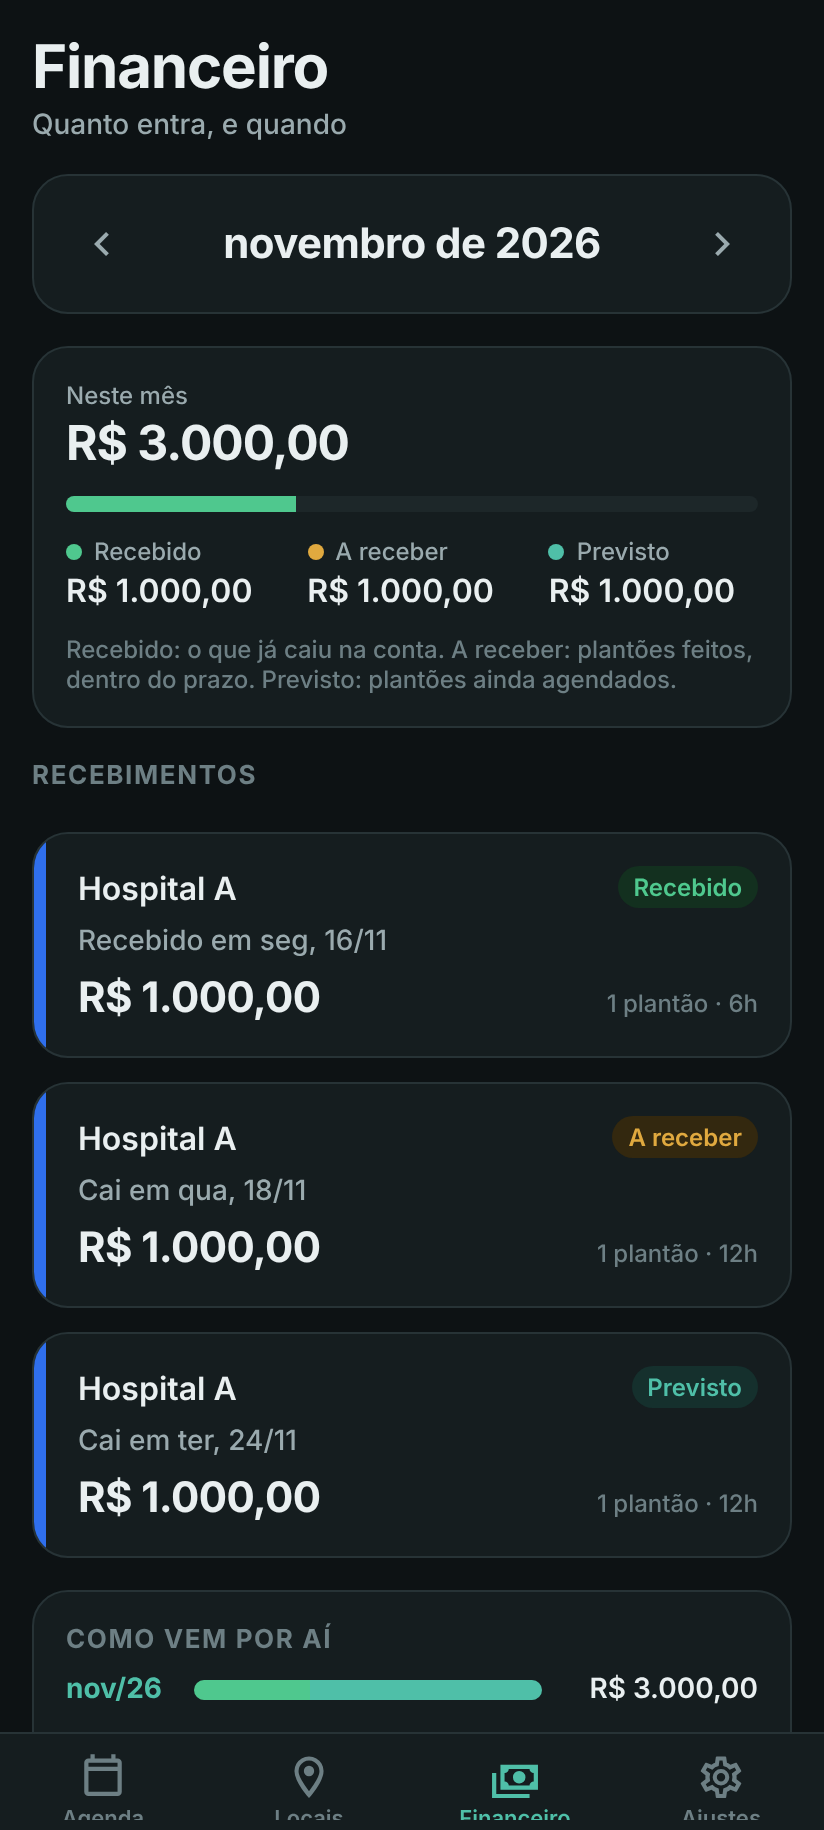 Financeiro
Quanto entra, e quando
novembro de 2026
Neste mês
R$ 3.000,00
Recebido
A receber
Previsto
R$ 1.000,00
R$ 1.000,00
R$ 1.000,00
Recebido: o que já caiu na conta. A receber: plantões feitos,
dentro do prazo. Previsto: plantões ainda agendados.
RECEBIMENTOS
Hospital A
Recebido
Recebido em seg, 16/11
R$ 1.000,00
1 plantão · 6h
Hospital A
A receber
Cai em qua, 18/11
R$ 1.000,00
1 plantão · 12h
Hospital A
Previsto
Cai em ter, 24/11
R$ 1.000,00
1 plantão · 12h
COMO VEM POR AÍ
nov/26
R$ 3.000,00
Agenda
Locais
Financeiro
Ajustes